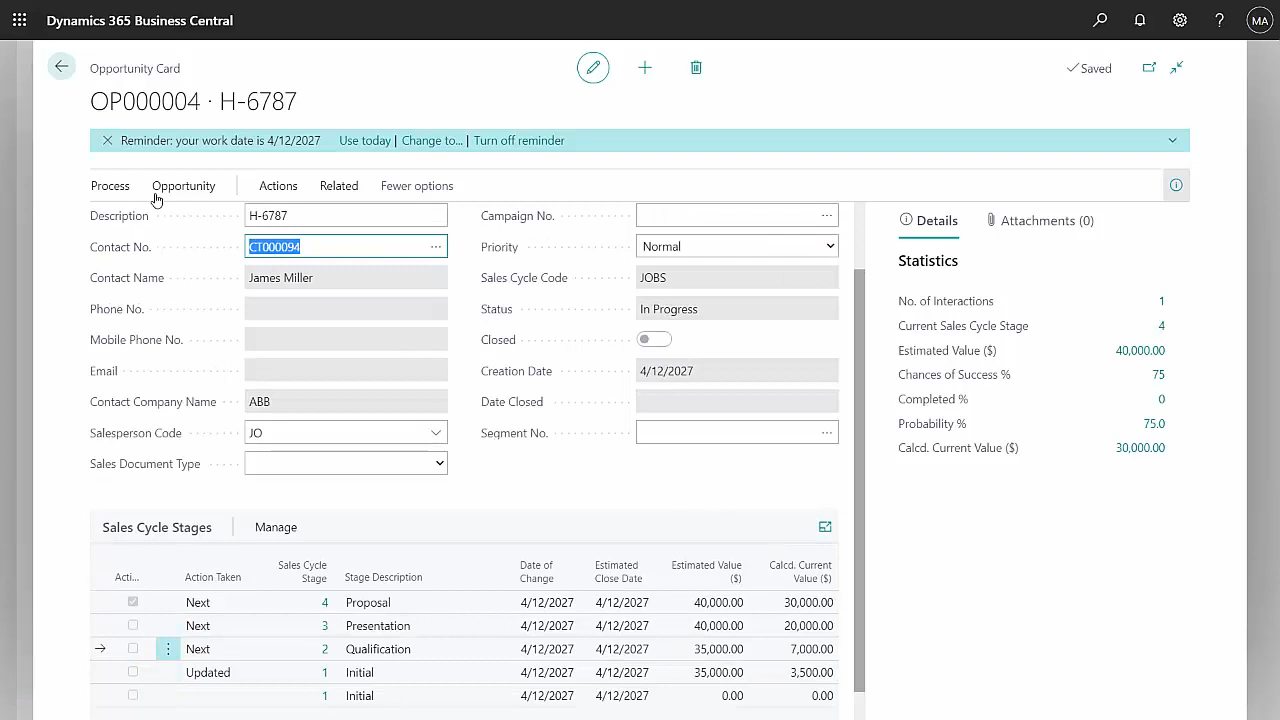 Dynamics 365 Business Central
MA
Opportunity Card
Saved
OP000004 · H-6787
Reminder: your work date is 4/12/2027 Use today | Change to... | Turn off reminder
Process Opportunity Actions Related Fewer options
Description H-6787 Campaign No.
Contact No. CT000094 Priority Normal
Contact Name James Miller Sales Cycle Code JOBS
Phone No. Status In Progress
Mobile Phone No. Closed
Email Creation Date 4/12/2027
Contact Company Name ABB Date Closed
Salesperson Code JO Segment No.
Sales Document Type
Details Attachments (0)
Statistics
No. of Interactions 1
Current Sales Cycle Stage 4
Estimated Value ($) 40,000.00
Chances of Success % 75
Completed % 0
Probability % 75.0
Calcd. Current Value ($) 30,000.00
Sales Cycle Stages Manage
Acti... Action Taken Sales Cycle Stage Stage Description Date of Change Estimated Close Date Estimated Value ($) Calcd. Current Value ($)
Next 4 Proposal 4/12/2027 4/12/2027 40,000.00 30,000.00
Next 3 Presentation 4/12/2027 4/12/2027 40,000.00 20,000.00
Next 2 Qualification 4/12/2027 4/12/2027 35,000.00 7,000.00
Updated 1 Initial 4/12/2027 4/12/2027 35,000.00 3,500.00
1 Initial 4/12/2027 4/12/2027 0.00 0.00